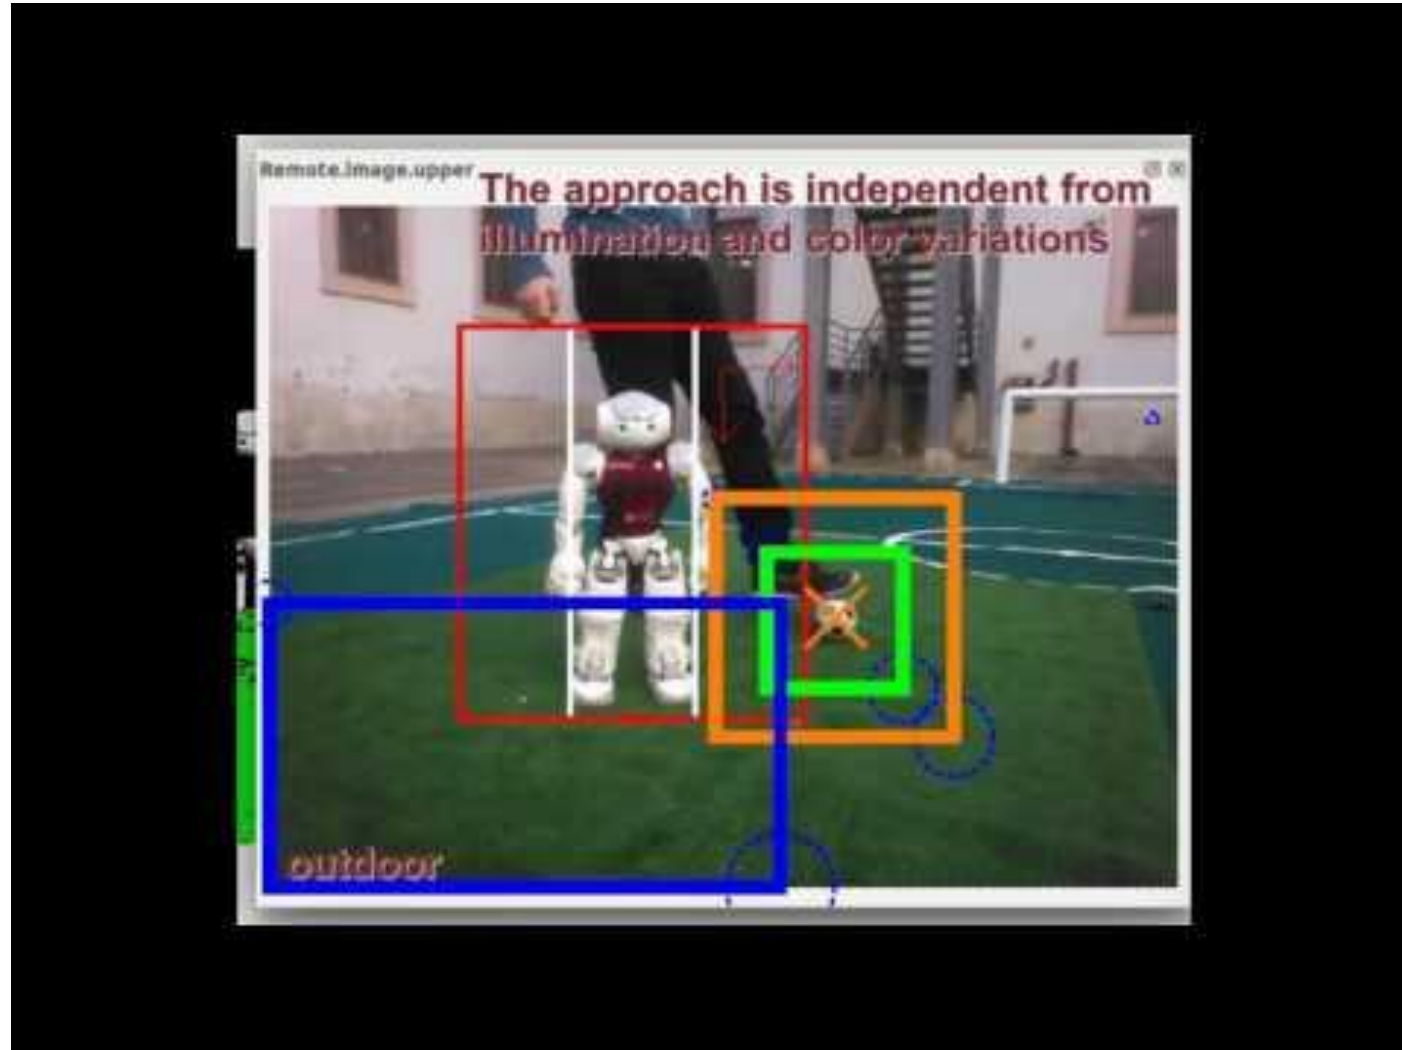 Remote.image.upper
The approach is independent from
illumination and color variations
outdoor